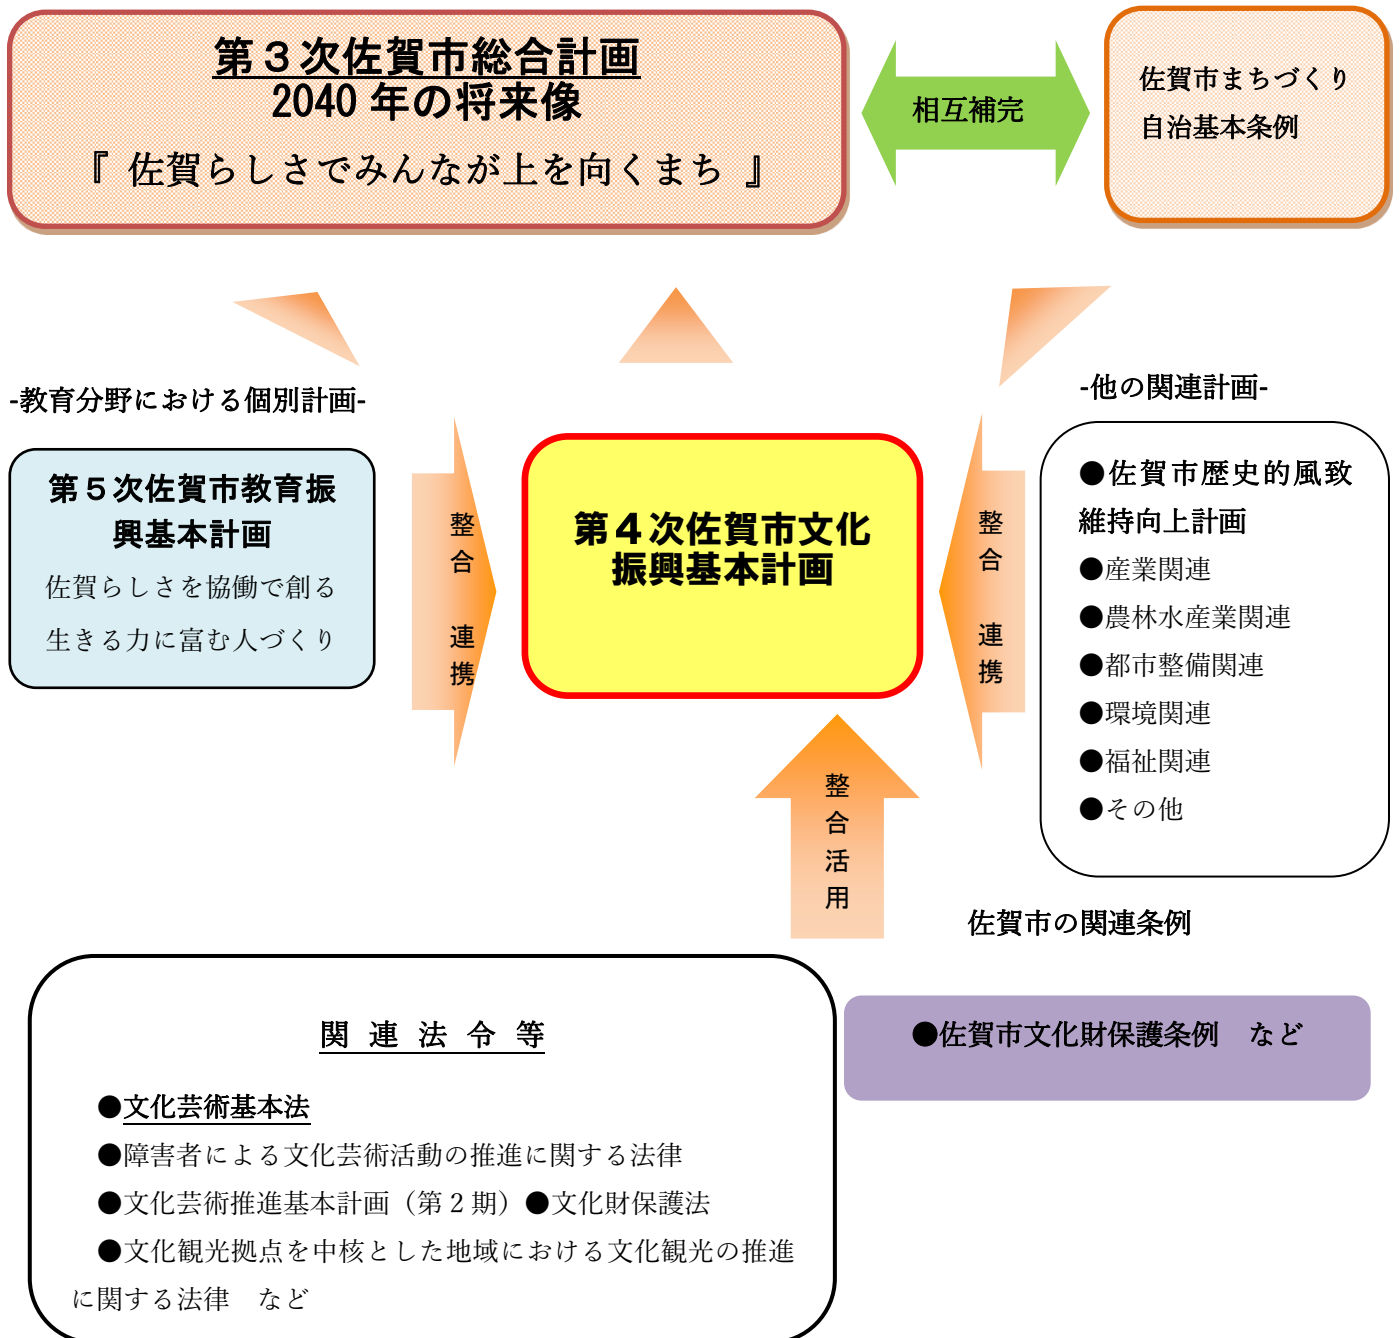 第３次佐賀市総合計画
2040 年の将来像
『 佐賀らしさでみんなが上を向くまち 』
相互補完
佐賀市まちづくり
自治基本条例
-教育分野における個別計画-
第５次佐賀市教育振
興基本計画
佐賀らしさを協働で創る
生きる力に富む人づくり
整合　連携
第４次佐賀市文化
振興基本計画
整合　連携
-他の関連計画-
●佐賀市歴史的風致
維持向上計画
●産業関連
●農林水産業関連
●都市整備関連
●環境関連
●福祉関連
●その他
整合活用
佐賀市の関連条例
●佐賀市文化財保護条例　など
関 連 法 令 等
●文化芸術基本法
●障害者による文化芸術活動の推進に関する法律
●文化芸術推進基本計画（第２期）●文化財保護法
●文化観光拠点を中核とした地域における文化観光の推進
に関する法律　など